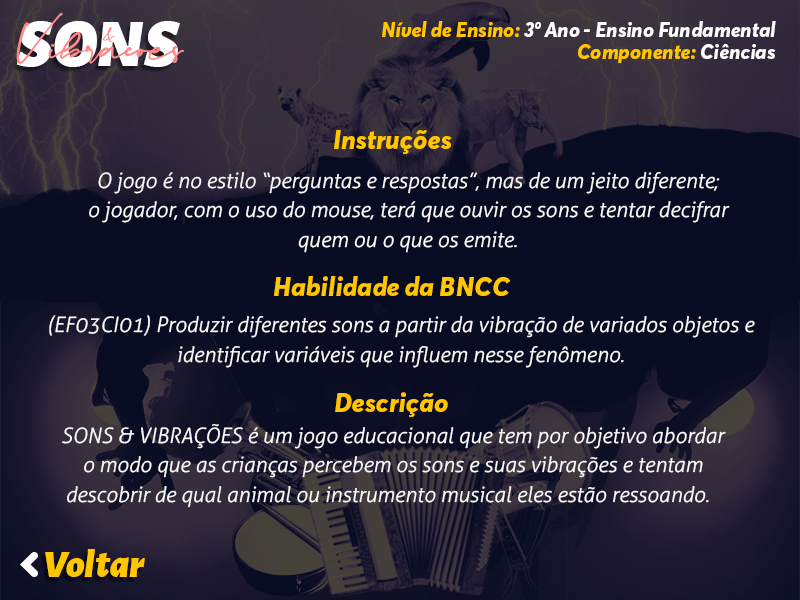 SONS
& Vibrações
Nível de Ensino: 3º Ano - Ensino Fundamental
Componente: Ciências
Instruções
O jogo é no estilo "perguntas e respostas", mas de um jeito diferente;
o jogador, com o uso do mouse, terá que ouvir os sons e tentar decifrar
quem ou o que os emite.
Habilidade da BNCC
(EF03CI01) Produzir diferentes sons a partir da vibração de variados objetos e
identificar variáveis que influem nesse fenômeno.
Descrição
SONS & VIBRAÇÕES é um jogo educacional que tem por objetivo abordar
o modo que as crianças percebem os sons e suas vibrações e tentam
descobrir de qual animal ou instrumento musical eles estão ressoando.
Voltar